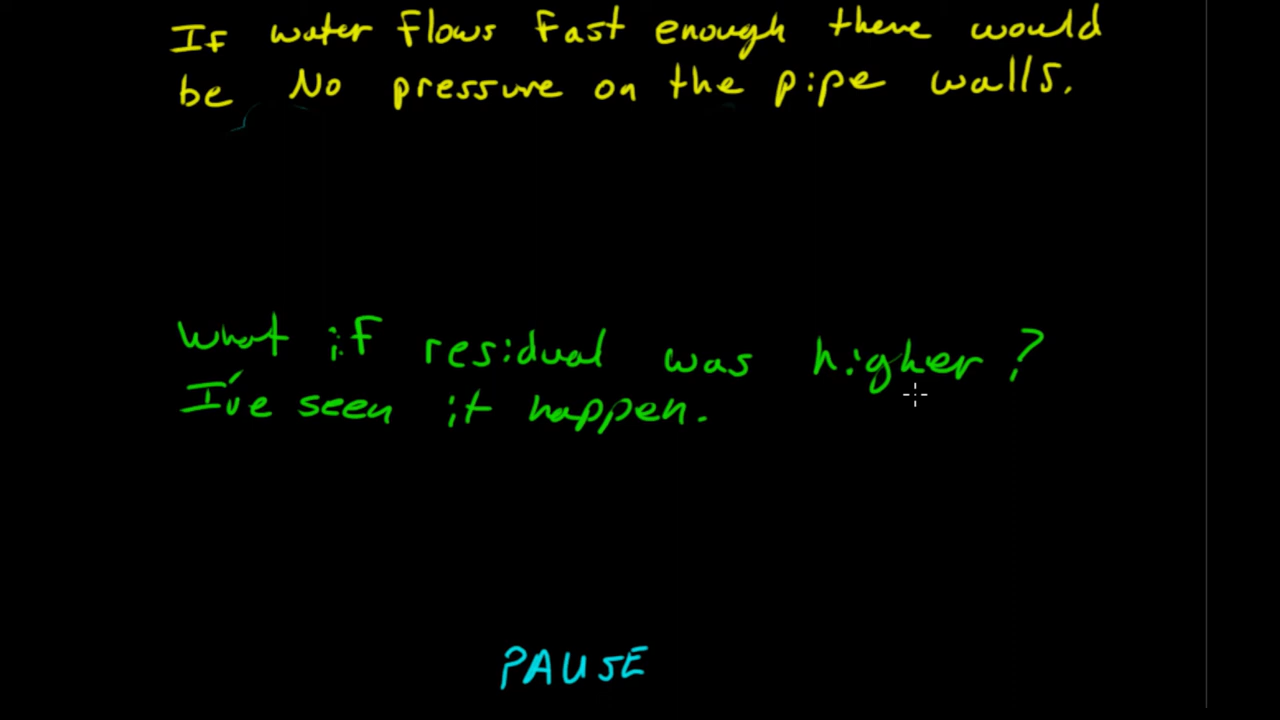 If water flows fast enough there would
be No pressure on the pipe walls.
What if residual was higher?
I've seen it happen.
PAUSE